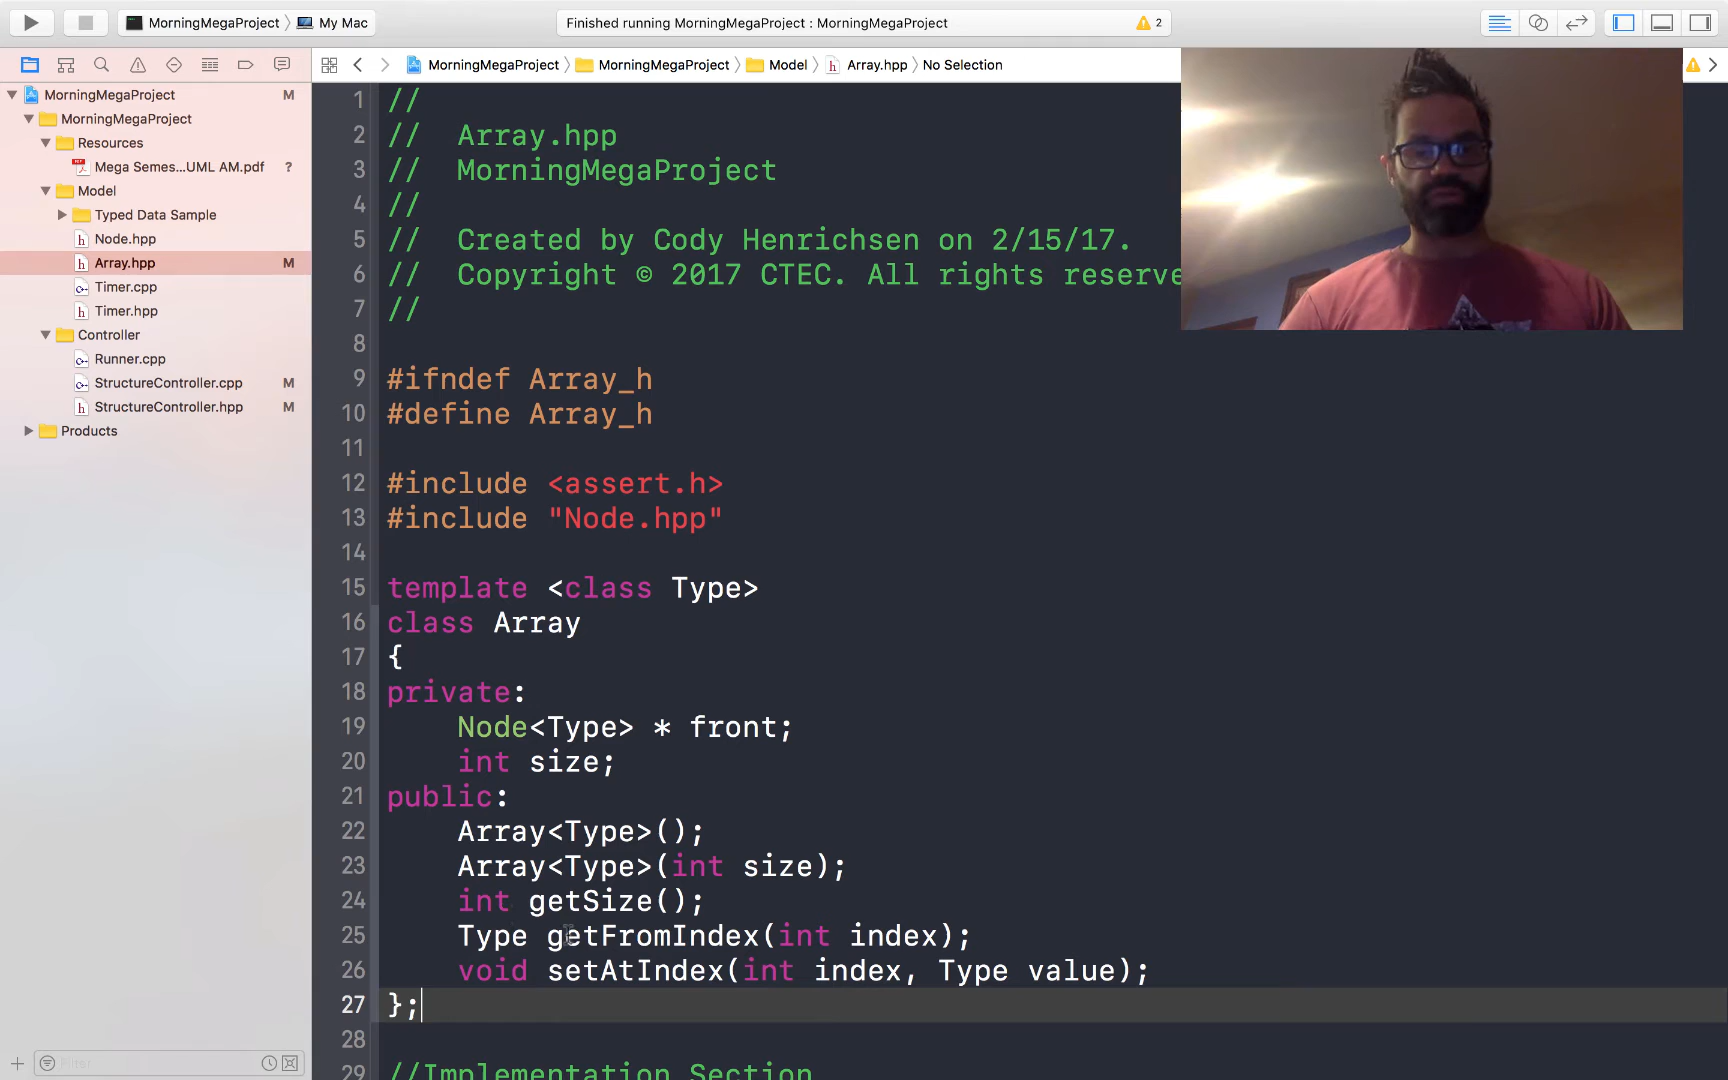 MorningMegaProject My Mac
Finished running MorningMegaProject : MorningMegaProject
2
MorningMegaProject MorningMegaProject Model Array.hpp No Selection
MorningMegaProject M
MorningMegaProject
Resources
Mega Semes...UML AM.pdf ?
Model
Typed Data Sample
Node.hpp
Array.hpp M
Timer.cpp
Timer.hpp
Controller
Runner.cpp
StructureController.cpp M
StructureController.hpp M
Products
Filter
1 //
2 // Array.hpp
3 // MorningMegaProject
4 //
5 // Created by Cody Henrichsen on 2/15/17.
6 // Copyright © 2017 CTEC. All rights reserve
7 //
8
9 #ifndef Array_h
10 #define Array_h
11
12 #include <assert.h>
13 #include "Node.hpp"
14
15 template <class Type>
16 class Array
17 {
18 private:
19 Node<Type> * front;
20 int size;
21 public:
22 Array<Type>();
23 Array<Type>(int size);
24 int getSize();
25 Type getFromIndex(int index);
26 void setAtIndex(int index, Type value);
27 };
28
29 //Implementation Section